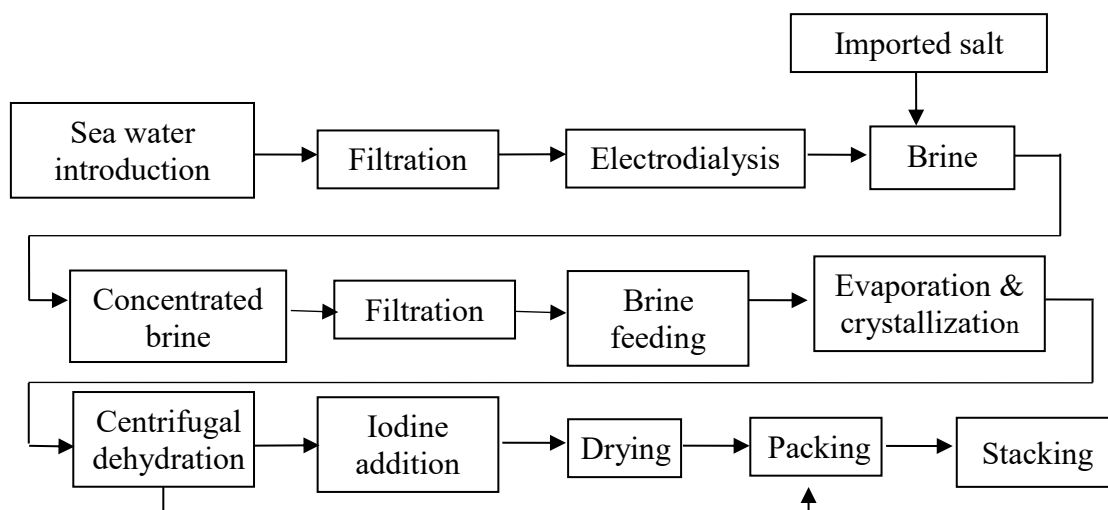 Imported salt
Sea water
introduction
Filtration
Electrodialysis
Brine
Concentrated
brine
Filtration
Brine
feeding
Evaporation &
crystallization
Centrifugal
dehydration
Iodine
addition
Drying
Packing
Stacking